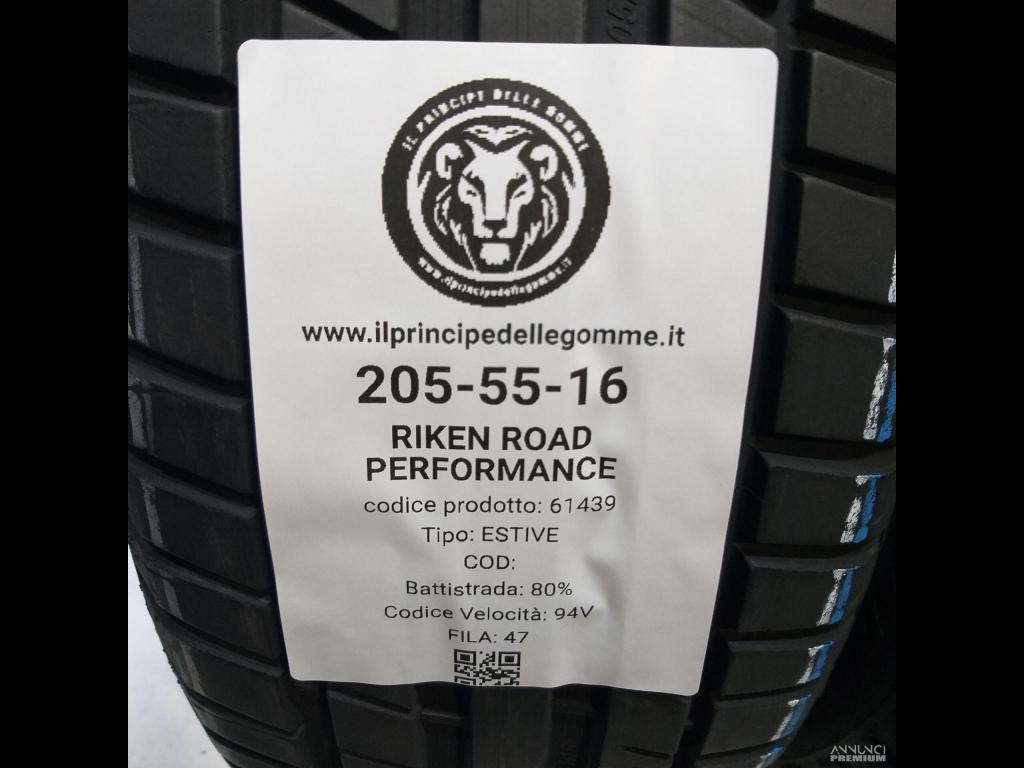 IL PRINCIPE DELLE GOMME
www.ilprincipedellegomme.it
www.ilprincipedellegomme.it
205-55-16
RIKEN ROAD
PERFORMANCE
codice prodotto: 61439
Tipo: ESTIVE
COD:
Battistrada: 80%
Codice Velocità: 94V
FILA: 47
ANNUNCI
PREMIUM